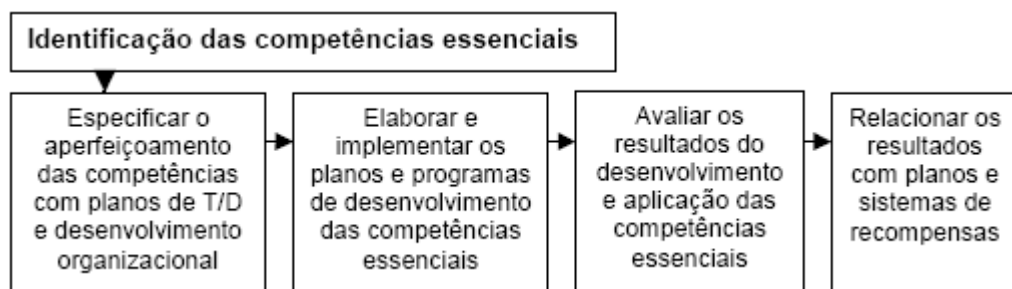 Identificação das competências essenciais
Especificar o
aperfeiçoamento
das competências
com planos de T/D
e desenvolvimento
organizacional
Elaborar e
implementar os
planos e programas
de desenvolvimento
das competências
essenciais
Avaliar os
resultados do
desenvolvimento
e aplicação das
competências
essenciais
Relacionar os
resultados
com planos e
sistemas de
recompensas